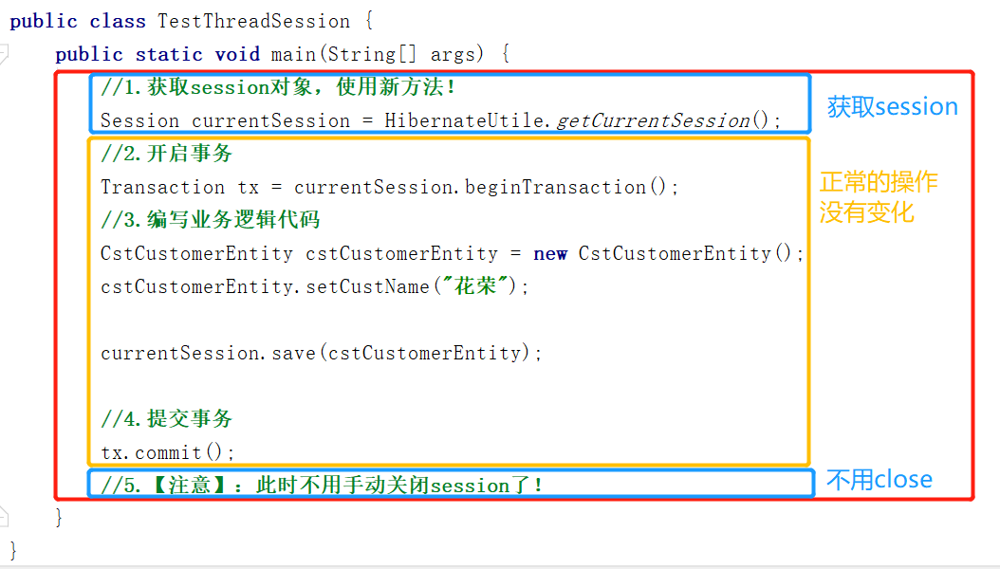 public class TestThreadSession {
public static void main(String[] args) {
//1.获取session对象，使用新方法！
Session currentSession = HibernateUtile.getCurrentSession();
获取session
//2.开启事务
Transaction tx = currentSession.beginTransaction();
正常的操作
没有变化
//3.编写业务逻辑代码
CstCustomerEntity cstCustomerEntity = new CstCustomerEntity();
cstCustomerEntity.setCustName("花荣");
currentSession.save(cstCustomerEntity);
//4.提交事务
tx.commit();
//5.【注意】：此时不用手动关闭session了！
不用close
}
}